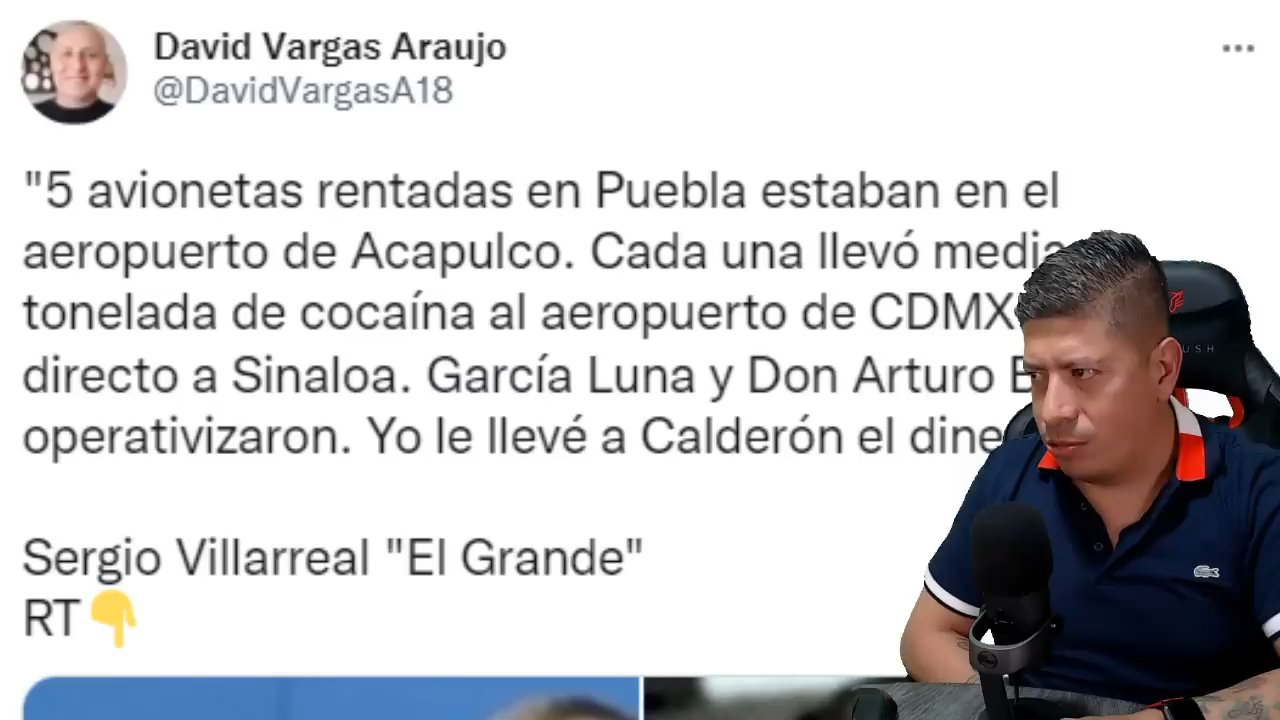 David Vargas Araujo
@DavidVargasA18
"5 avionetas rentadas en Puebla estaban en el
aeropuerto de Acapulco. Cada una llevó media
tonelada de cocaína al aeropuerto de CDMX
directo a Sinaloa. García Luna y Don Arturo
operativizaron. Yo le llevé a Calderón el
Sergio Villarreal "El Grande"
RT